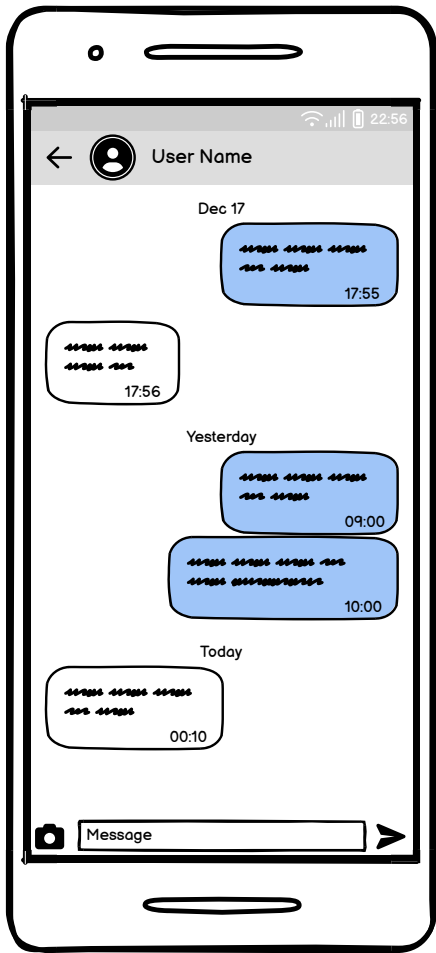 22:56
User Name
Dec 17
17:55
17:56
Yesterday
09:00
10:00
Today
00:10
Message